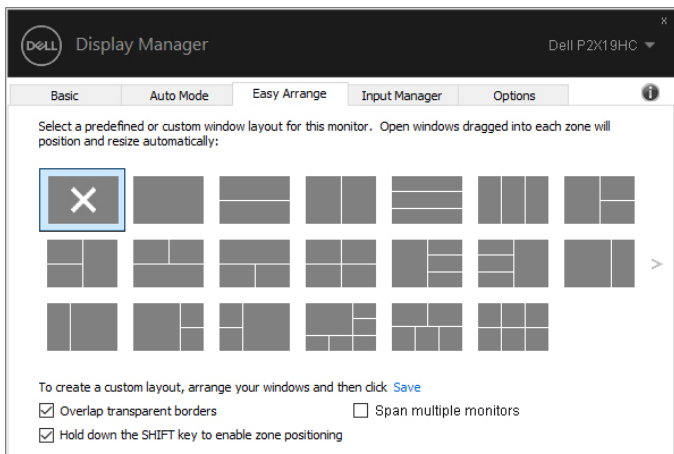 x
DELL Display Manager Dell P2X19HC
Basic Auto Mode Easy Arrange Input Manager Options i
Select a predefined or custom window layout for this monitor. Open windows dragged into each zone will
position and resize automatically:
To create a custom layout, arrange your windows and then click Save
Overlap transparent borders Span multiple monitors
Hold down the SHIFT key to enable zone positioning